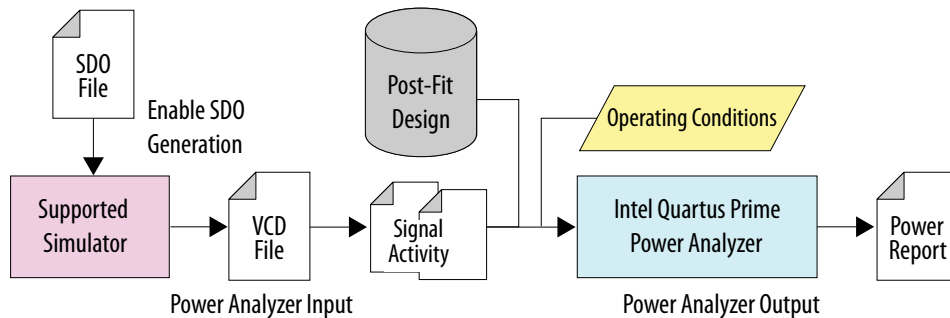 SDO
File
Enable SDO
Generation
Post-Fit
Design
Operating Conditions
Supported
Simulator
VCD
File
Signal
Activity
Intel Quartus Prime
Power Analyzer
Power
Report
Power Analyzer Input
Power Analyzer Output